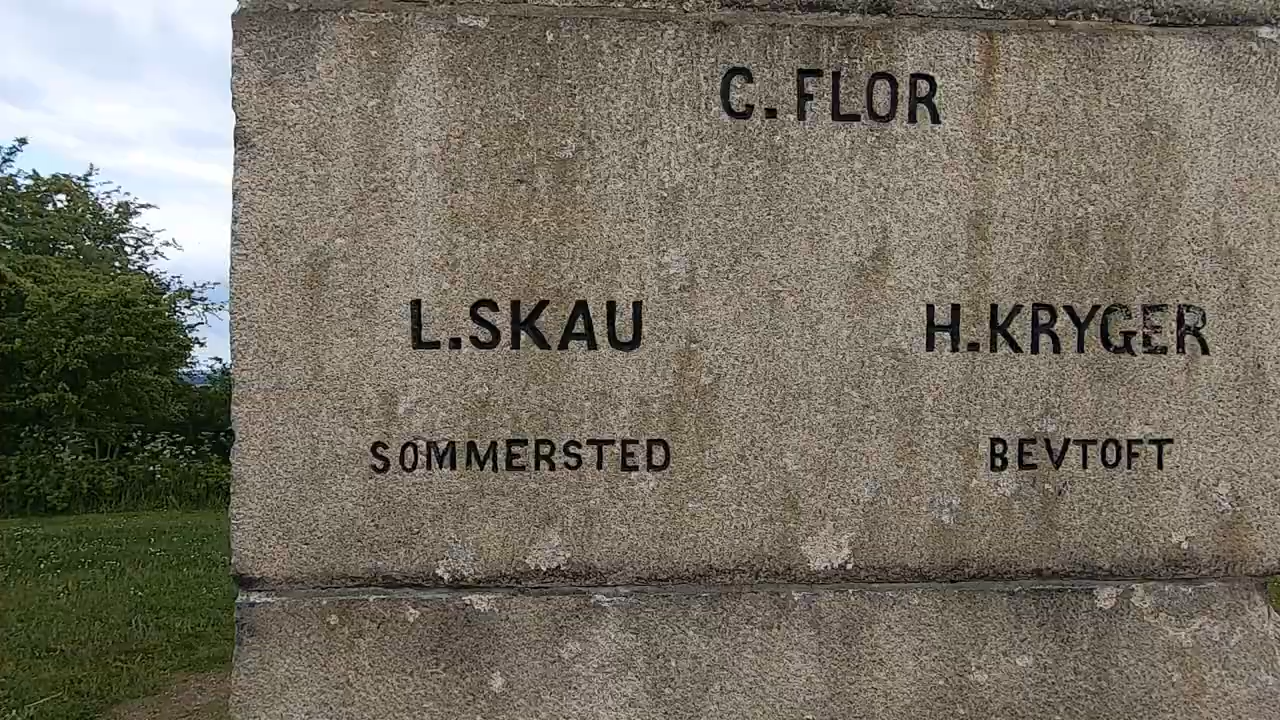 C. FLOR
L. SKAU
H. KRYGER
SOMMERSTED
BEVTOFT